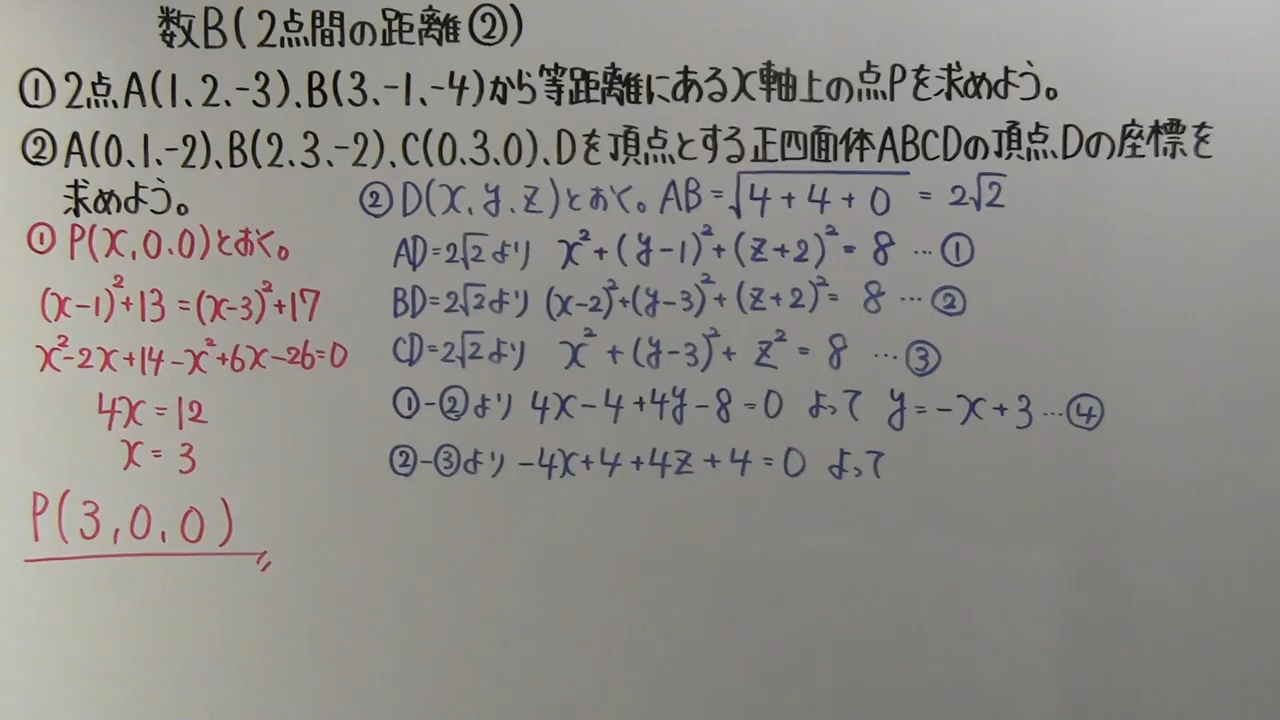 数B(2点間の距離②)
①2点A(1、2、-3)、B(3、-1、-4)から等距離にあるx軸上の点Pを求めよう。
②A(0、1、-2)、B(2、3、-2)、C(0、3、0)、Dを頂点とする正四面体ABCDの頂点Dの座標を
求めよう。
①P(x,0,0)とおく。
(x-1)²+13=(x-3)²+17
x²-2x+14-x²+6x-26=0
4x=12
x=3
P(3,0,0)
②D(x,y,z)とおく。AB=√4+4+0 = 2√2
AD=2√2より x²+(y-1)²+(z+2)²=8 …①
BD=2√2より (x-2)²+(y-3)²+(z+2)²=8 …②
CD=2√2より x²+(y-3)²+z²=8 …③
①-②より 4x-4+4y-8=0 よって y=-x+3…④
②-③より -4x+4+4z+4=0 よって